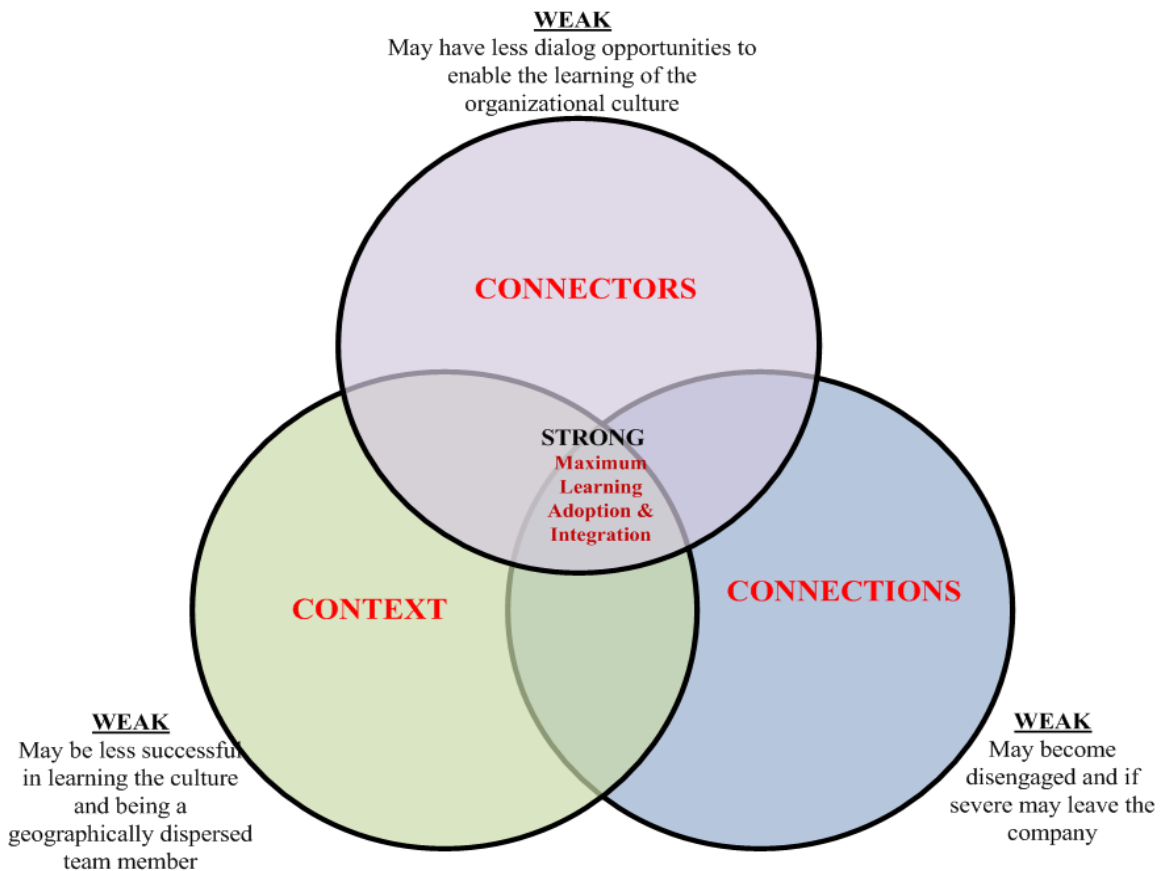 WEAK
May have less dialog opportunities to
enable the learning of the
organizational culture
CONNECTORS
STRONG
Maximum
Learning
Adoption &
Integration
CONTEXT
CONNECTIONS
WEAK
May be less successful
in learning the culture
and being a
geographically dispersed
team member
WEAK
May become
disengaged and if
severe may leave the
company